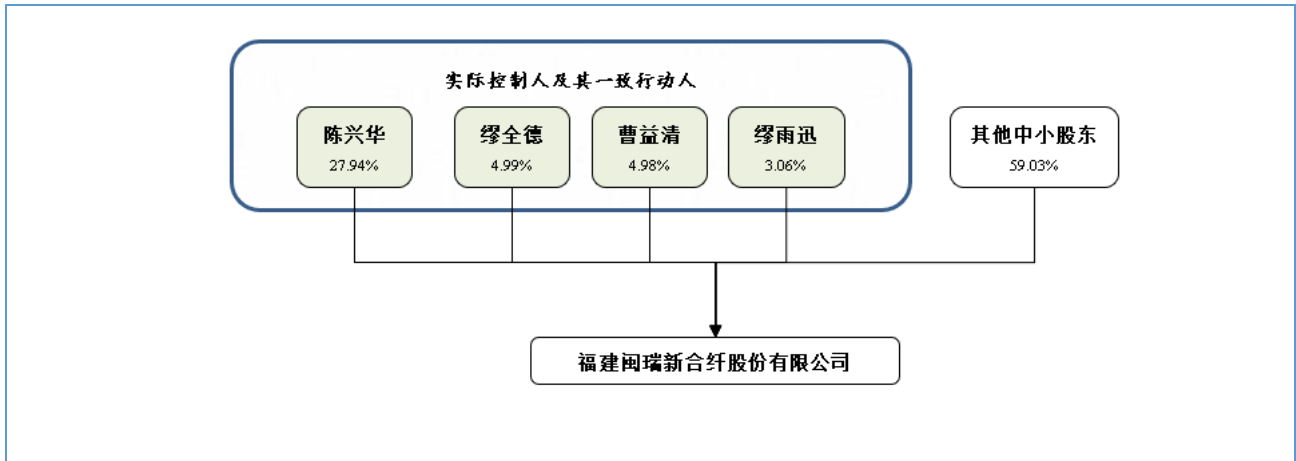 实际控制人及其一致行动人
陈兴华
27.94%
缪全德
4.99%
曹益清
4.98%
缪雨迅
3.06%
其他中小股东
59.03%
福建闽瑞新合纤股份有限公司